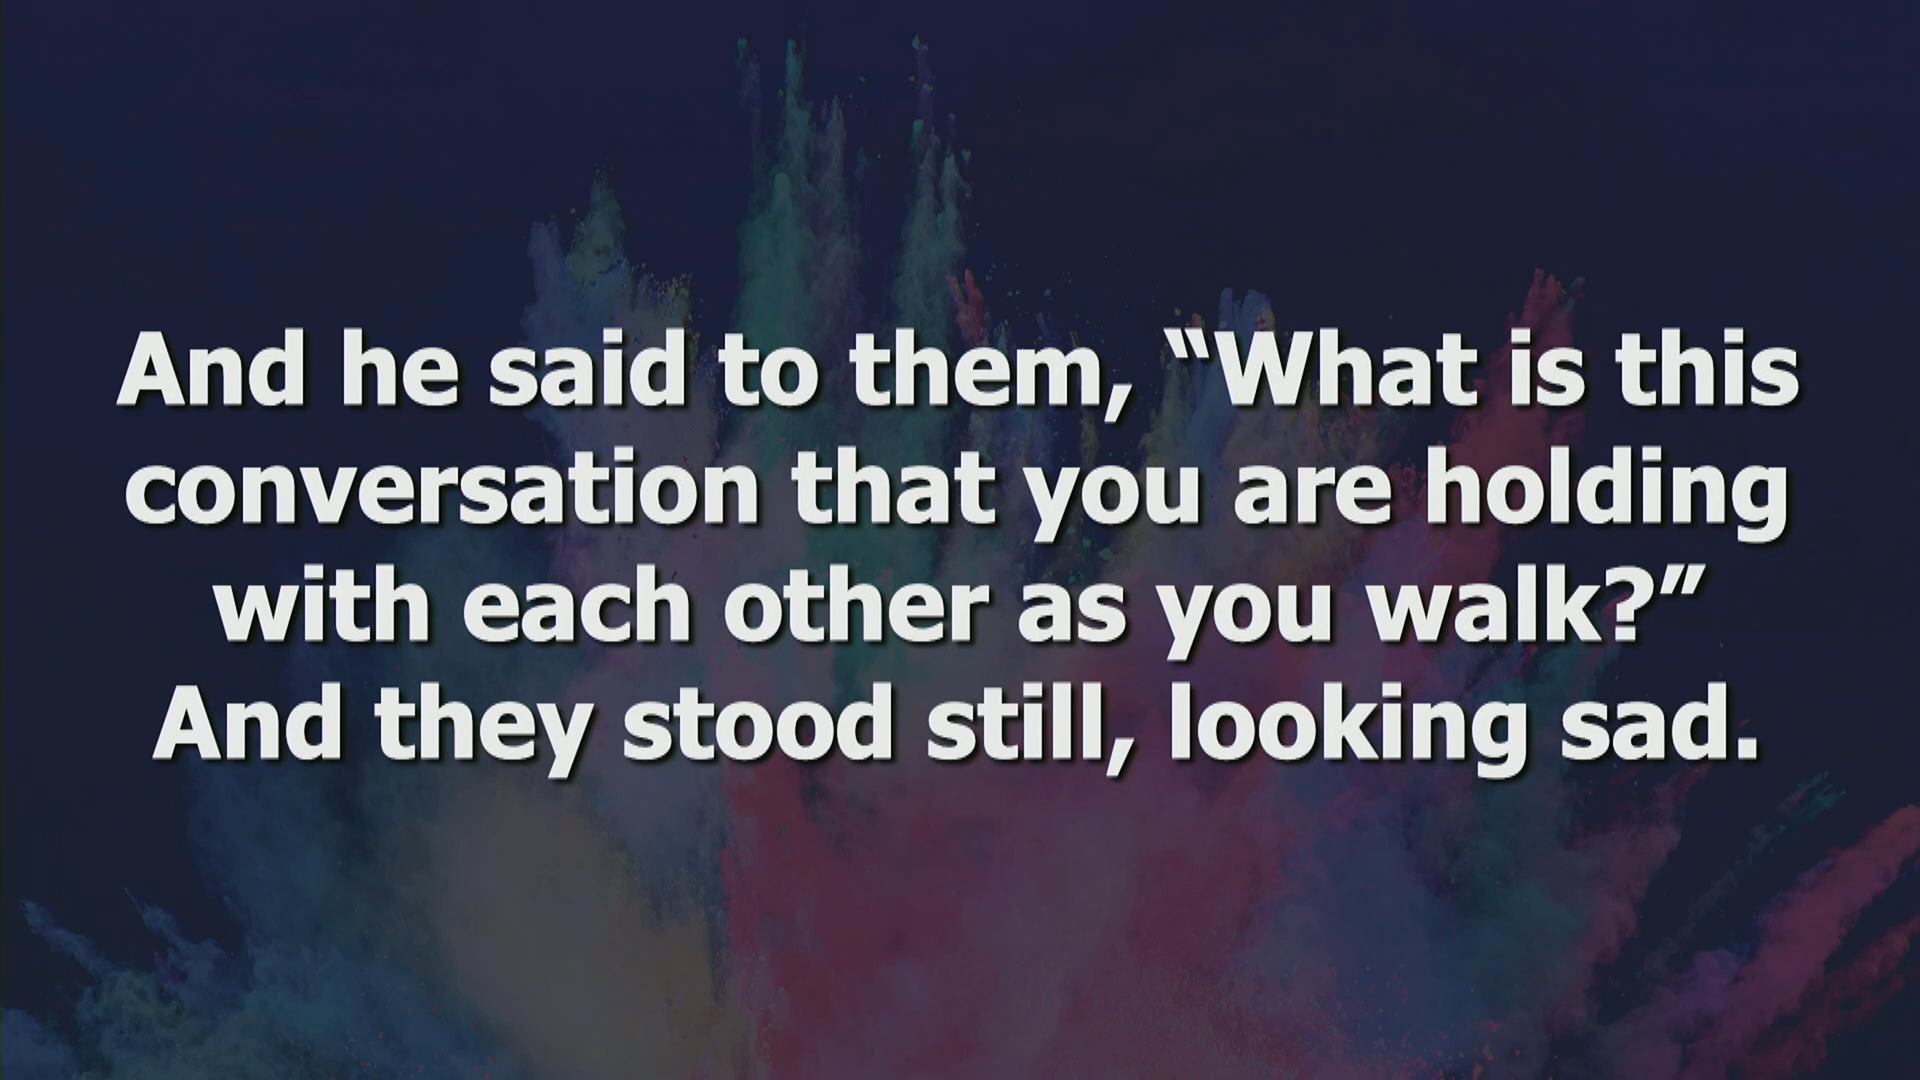 And he said to them, “What is this
conversation that you are holding
with each other as you walk?”
And they stood still, looking sad.